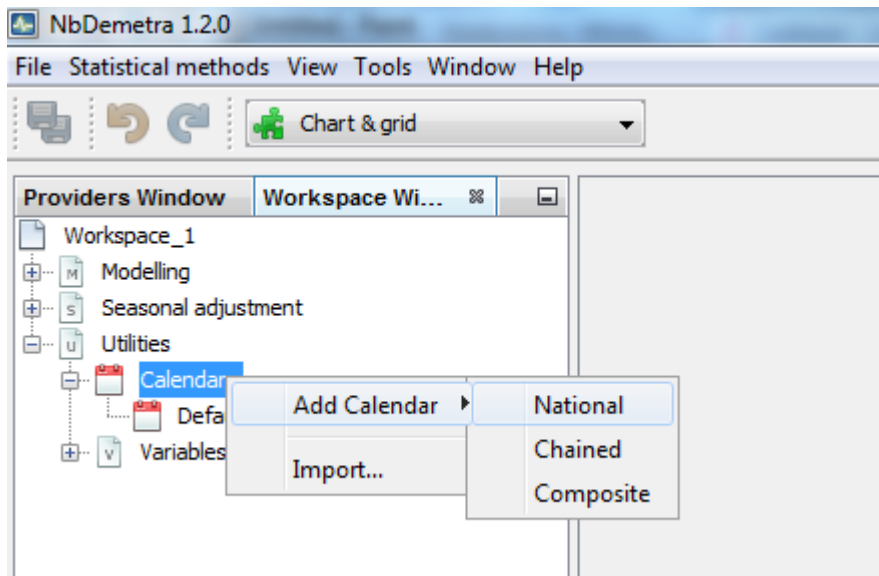 NbDemetra 1.2.0
File Statistical methods View Tools Window Help
Chart & grid
Providers Window Workspace Wi...
Workspace_1
M Modelling
s Seasonal adjustment
u Utilities
Calendar
Defa
v Variables
Add Calendar
Import...
National
Chained
Composite